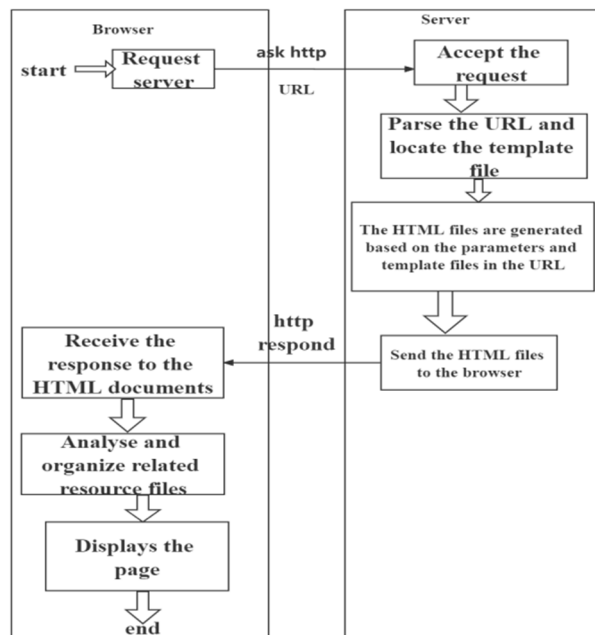 Browser
start
Request
server
ask http
URL
Server
Accept the
request
Parse the URL and
locate the template
file
The HTML files are generated
based on the parameters and
template files in the URL
Send the HTML files
to the browser
http
respond
Receive the
response to the
HTML documents
Analyse and
organize related
resource files
Displays the
page
end